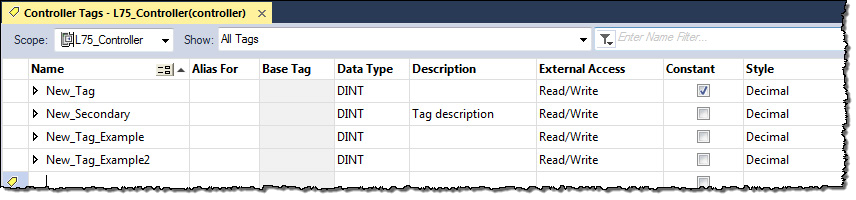 Controller Tags - L75_Controller(controller)
Scope: L75_Controller Show: All Tags Enter Name Filter...
Name Alias For Base Tag Data Type Description External Access Constant Style
New_Tag DINT Read/Write Decimal
New_Secondary DINT Tag description Read/Write Decimal
New_Tag_Example DINT Read/Write Decimal
New_Tag_Example2 DINT Read/Write Decimal